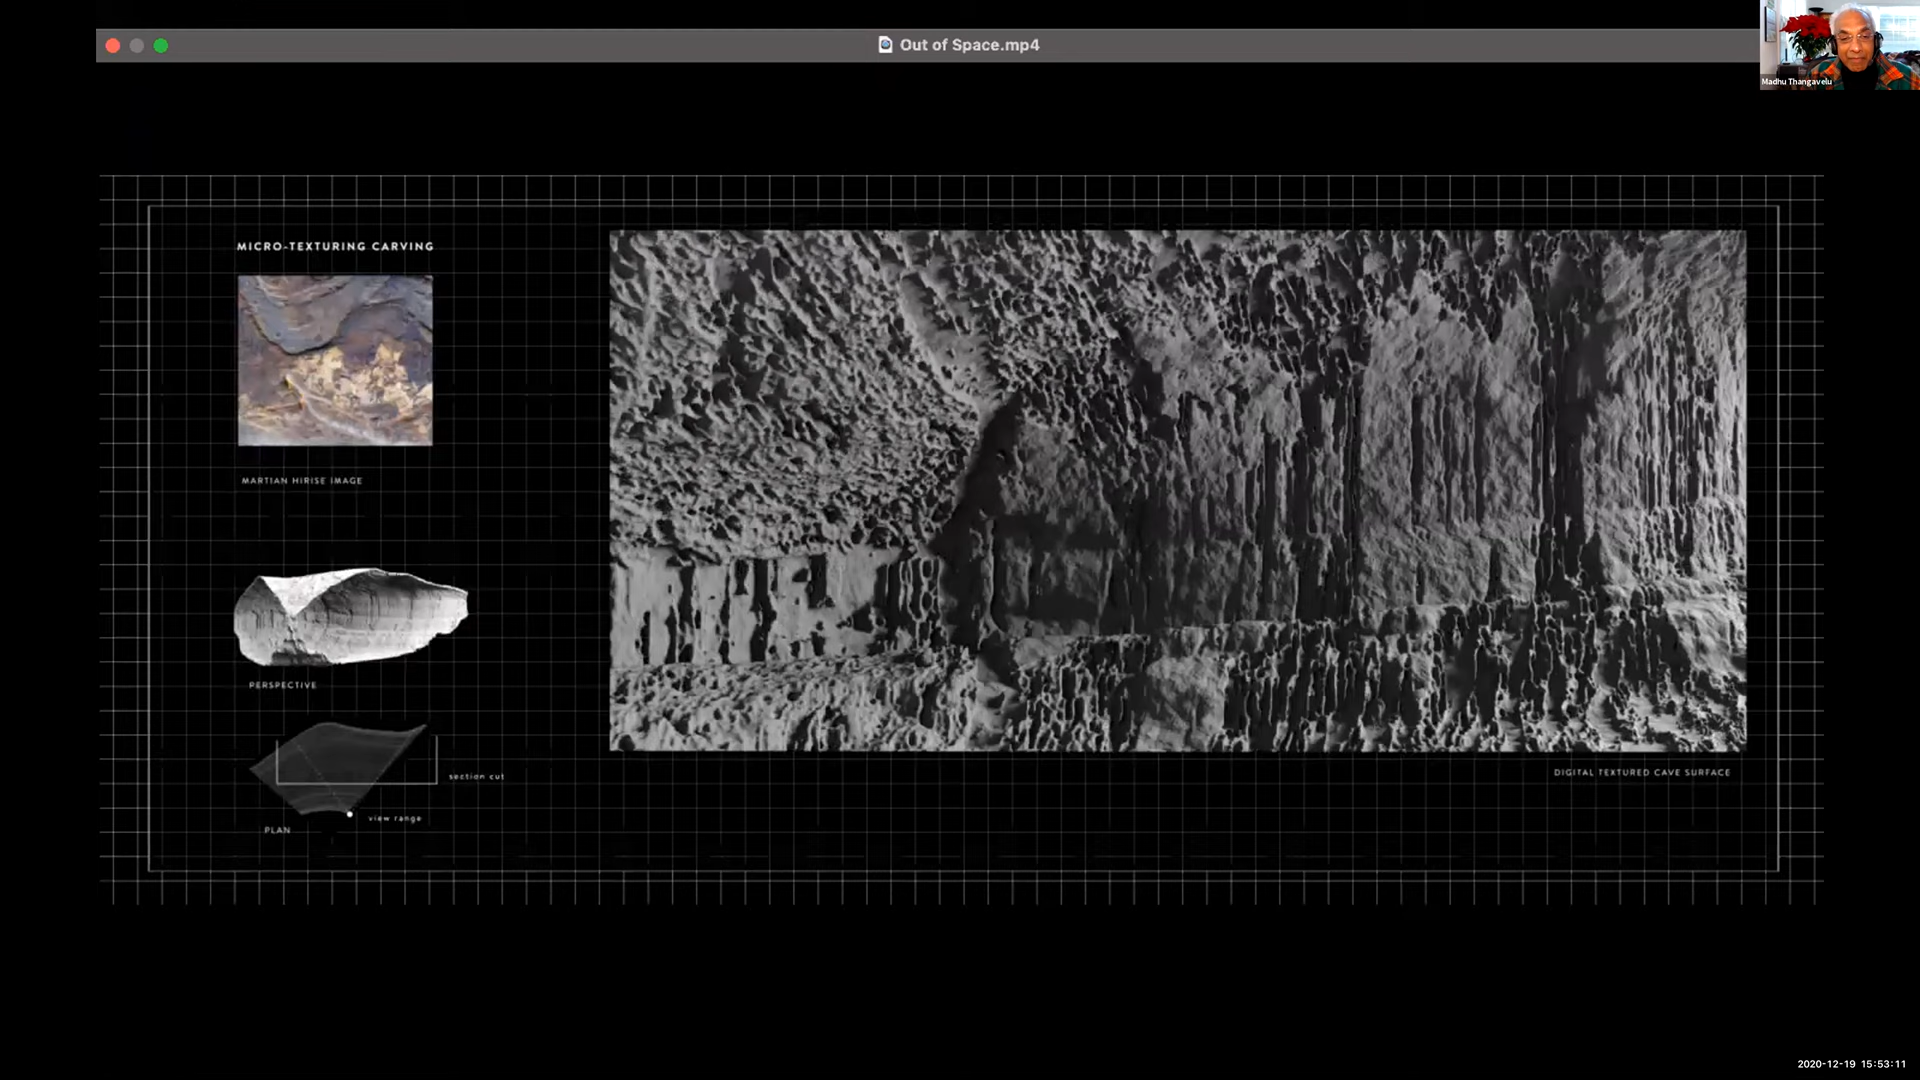 Out of Space.mp4
Madhu Thangavelu
MICRO-TEXTURING CARVING
MARTIAN HIRISE IMAGE
PERSPECTIVE
section cut
view range
PLAN
DIGITAL TEXTURED CAVE SURFACE
2020-12-19 15:53:11